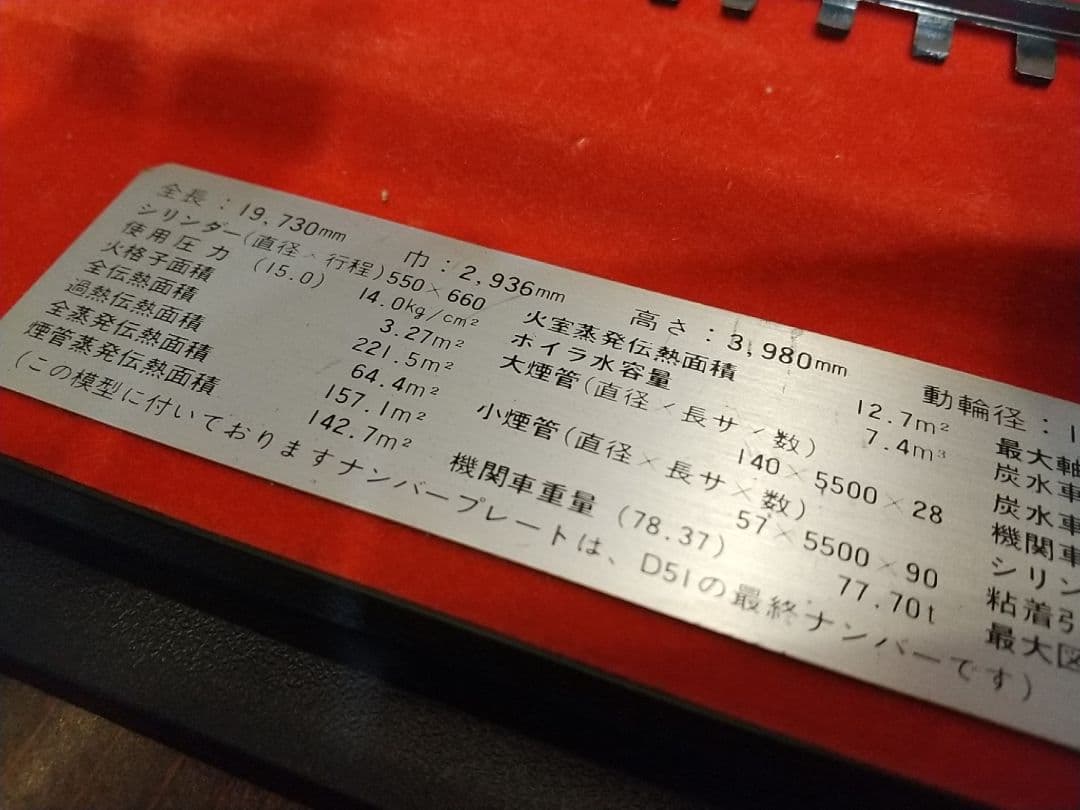 全長：19,730mm 巾：2,936mm 高さ：3,980mm 動輪径：1
シリンダー(直径×行程)550×660 火室蒸発伝熱面積 12.7m² 最大軸
使用圧力 (15.0) 14.0kg/cm² ボイラ水容量 7.4m³ 炭水車
火格子面積 3.27m² 大煙管(直径×長サ×数) 140×5500×28 炭水車
全伝熱面積 221.5m² 小煙管(直径×長サ×数) 57×5500×90 機関車
過熱伝熱面積 64.4m² 機関車重量 (78.37) 77.70t シリン
全蒸発伝熱面積 157.1m² 粘着引
煙管蒸発伝熱面積 142.7m² 最大
(この模型に付いておりますナンバープレートは、D51の最終ナンバーです)